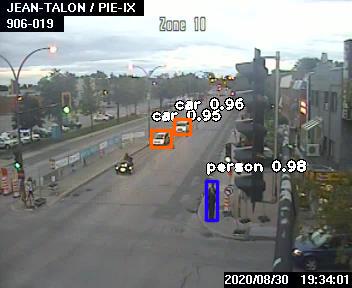 JEAN-TALON / PIE-IX
906-019
Zone 10
car 0.96
car 0.95
person 0.98
2020/08/30 19:34:01